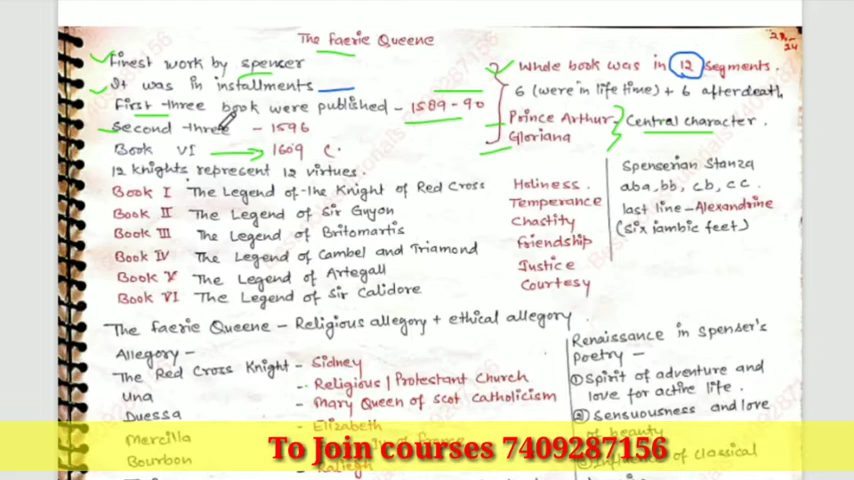 The Faerie Queene
23-24
Finest work by spenser
It was in installments
First three book were published - 1589-90
Second three - 1596
Book VI → 1609 C.
Whole book was in 12 segments.
6 (were in life time) + 6 after death,
Prince Arthur
Gloriana
Central character.
12 knights represent 12 virtues.
Book I The Legend of the Knight of Red Cross Holiness.
Book II The Legend of Sir Guyon Temperance
Book III The Legend of Britomartis Chastity
Book IV The Legend of Cambel and Triamond Friendship
Book V The Legend of Artegall Justice
Book VI The Legend of Sir Calidore Courtesy
Spenserian Stanza
aba, bb, cb, cc.
last line - Alexandrine
(six iambic feet)
The Faerie Queene - Religious allegory + ethical allegory
Allegory -
The Red Cross Knight - Sidney
Una - Religious / Protestant Church
Duessa - Mary Queen of Scot Catholicism
Mercilla - Elizabeth
Bourbon
Renaissance in Spenser's
Poetry -
① Spirit of adventure and
love for active life.
② Sensuousness and love
of beauty
of classical
To Join courses 7409287156